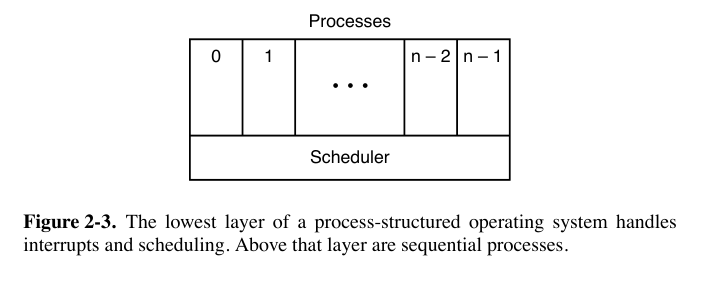 Processes
0 1 • • • n – 2 n – 1
Scheduler
Figure 2-3. The lowest layer of a process-structured operating system handles
interrupts and scheduling. Above that layer are sequential processes.